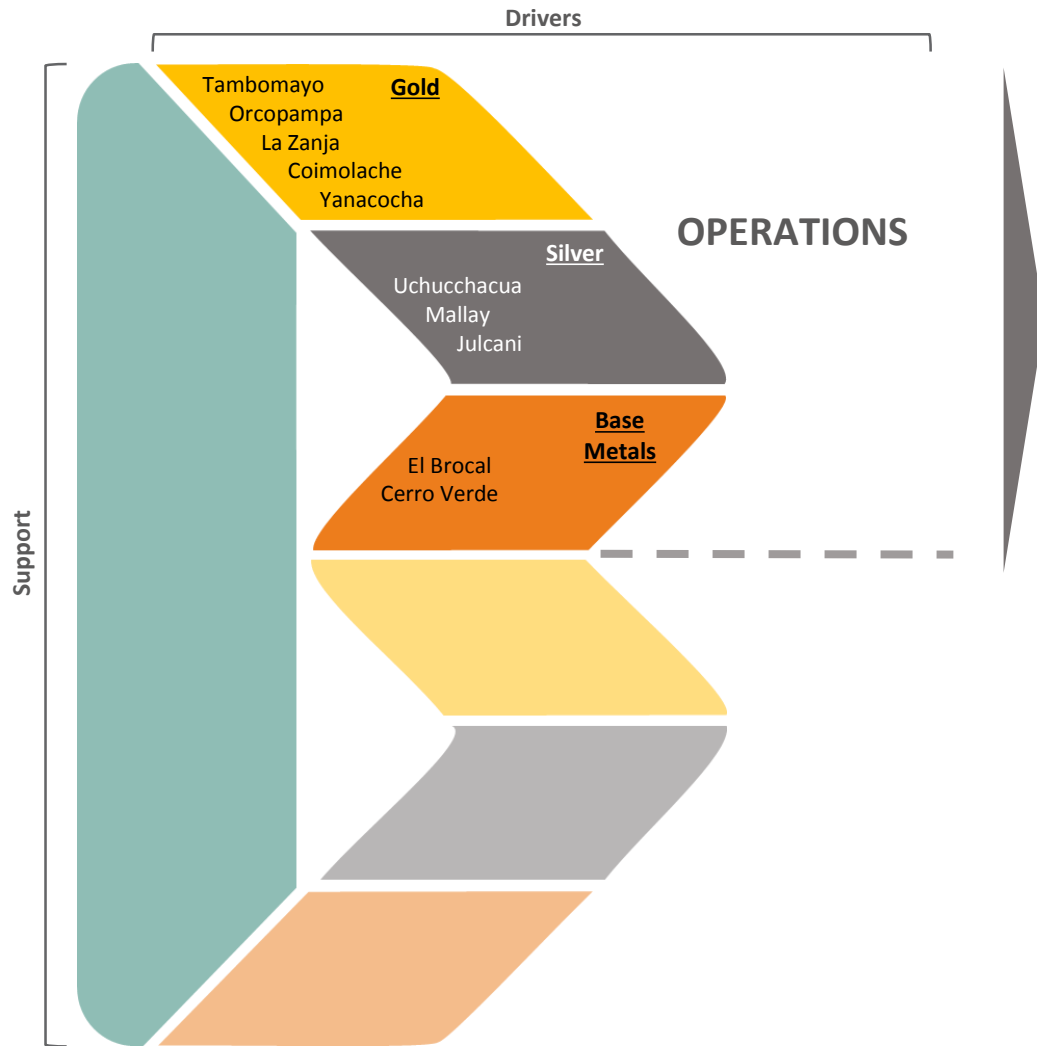 Drivers
Gold
Tambomayo
Orcopampa
La Zanja
Coimolache
Yanacocha
OPERATIONS
Silver
Uchucchacua
Mallay
Julcani
Base
Metals
El Brocal
Cerro Verde
Support